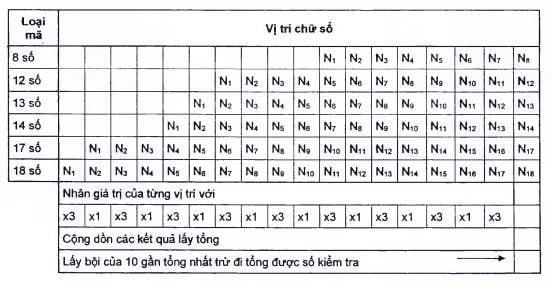 Loại mã Vị trí chữ số
8 số N₁ N₂ N₃ N₄ N₅ N₆ N₇ N₈
12 số N₁ N₂ N₃ N₄ N₅ N₆ N₇ N₈ N₉ N₁₀ N₁₁ N₁₂
13 số N₁ N₂ N₃ N₄ N₅ N₆ N₇ N₈ N₉ N₁₀ N₁₁ N₁₂ N₁₃
14 số N₁ N₂ N₃ N₄ N₅ N₆ N₇ N₈ N₉ N₁₀ N₁₁ N₁₂ N₁₃ N₁₄
17 số N₁ N₂ N₃ N₄ N₅ N₆ N₇ N₈ N₉ N₁₀ N₁₁ N₁₂ N₁₃ N₁₄ N₁₅ N₁₆ N₁₇
18 số N₁ N₂ N₃ N₄ N₅ N₆ N₇ N₈ N₉ N₁₀ N₁₁ N₁₂ N₁₃ N₁₄ N₁₅ N₁₆ N₁₇ N₁₈
Nhân giá trị của từng vị trí với
x3 x1 x3 x1 x3 x1 x3 x1 x3 x1 x3 x1 x3 x1 x3 x1 x3
Cộng dồn các kết quả lấy tổng
Lấy bội của 10 gần tổng nhất trừ đi tổng được số kiểm tra